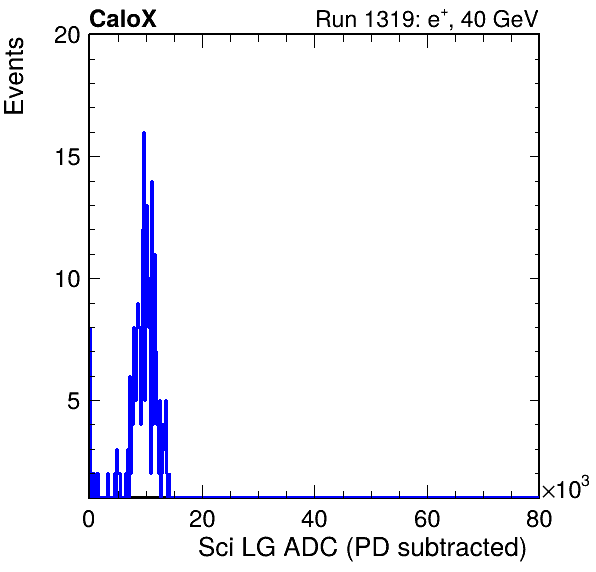 CaloX Run 1319: e⁺, 40 GeV
Events
20
15
10
5
0 20 40 60 80
×10³
Sci LG ADC (PD subtracted)